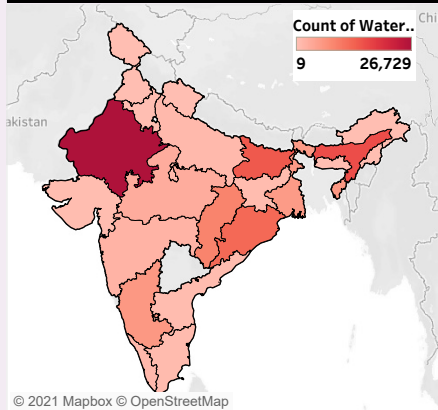 Count of Water..
9 26,729
Chi
akistan
© 2021 Mapbox © OpenStreetMap